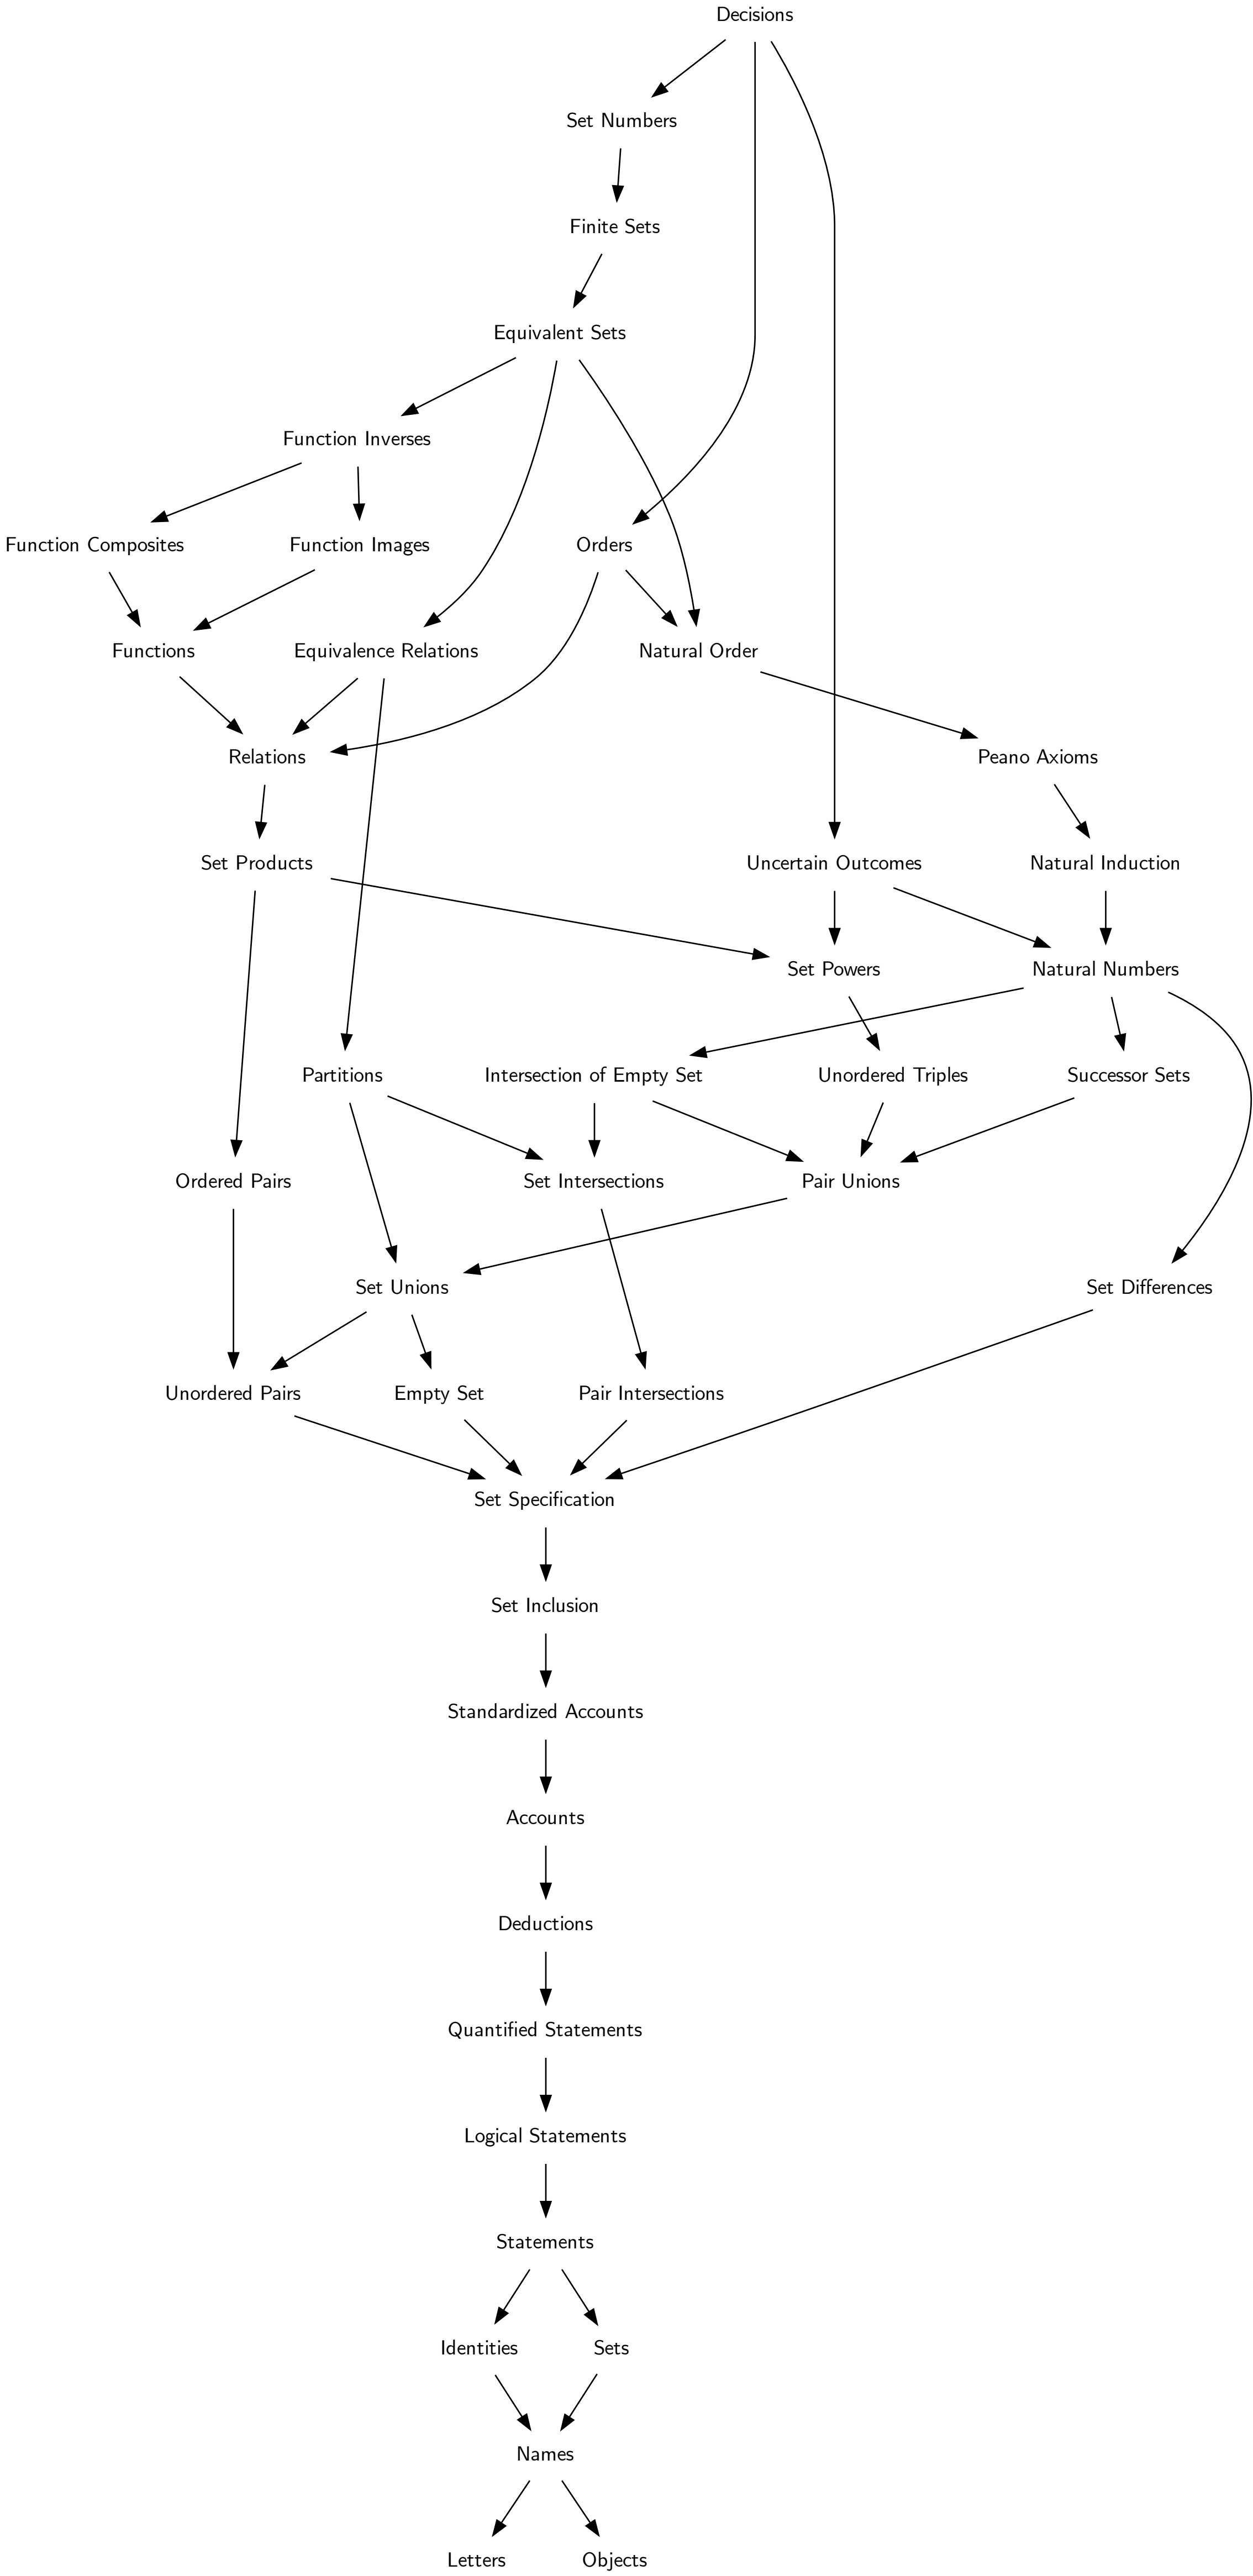 Decisions
Set Numbers
Finite Sets
Equivalent Sets
Function Inverses
Function Composites
Function Images
Orders
Functions
Equivalence Relations
Natural Order
Relations
Peano Axioms
Set Products
Uncertain Outcomes
Natural Induction
Set Powers
Natural Numbers
Partitions
Intersection of Empty Set
Unordered Triples
Successor Sets
Ordered Pairs
Set Intersections
Pair Unions
Set Unions
Set Differences
Unordered Pairs
Empty Set
Pair Intersections
Set Specification
Set Inclusion
Standardized Accounts
Accounts
Deductions
Quantified Statements
Logical Statements
Statements
Identities
Sets
Names
Letters
Objects